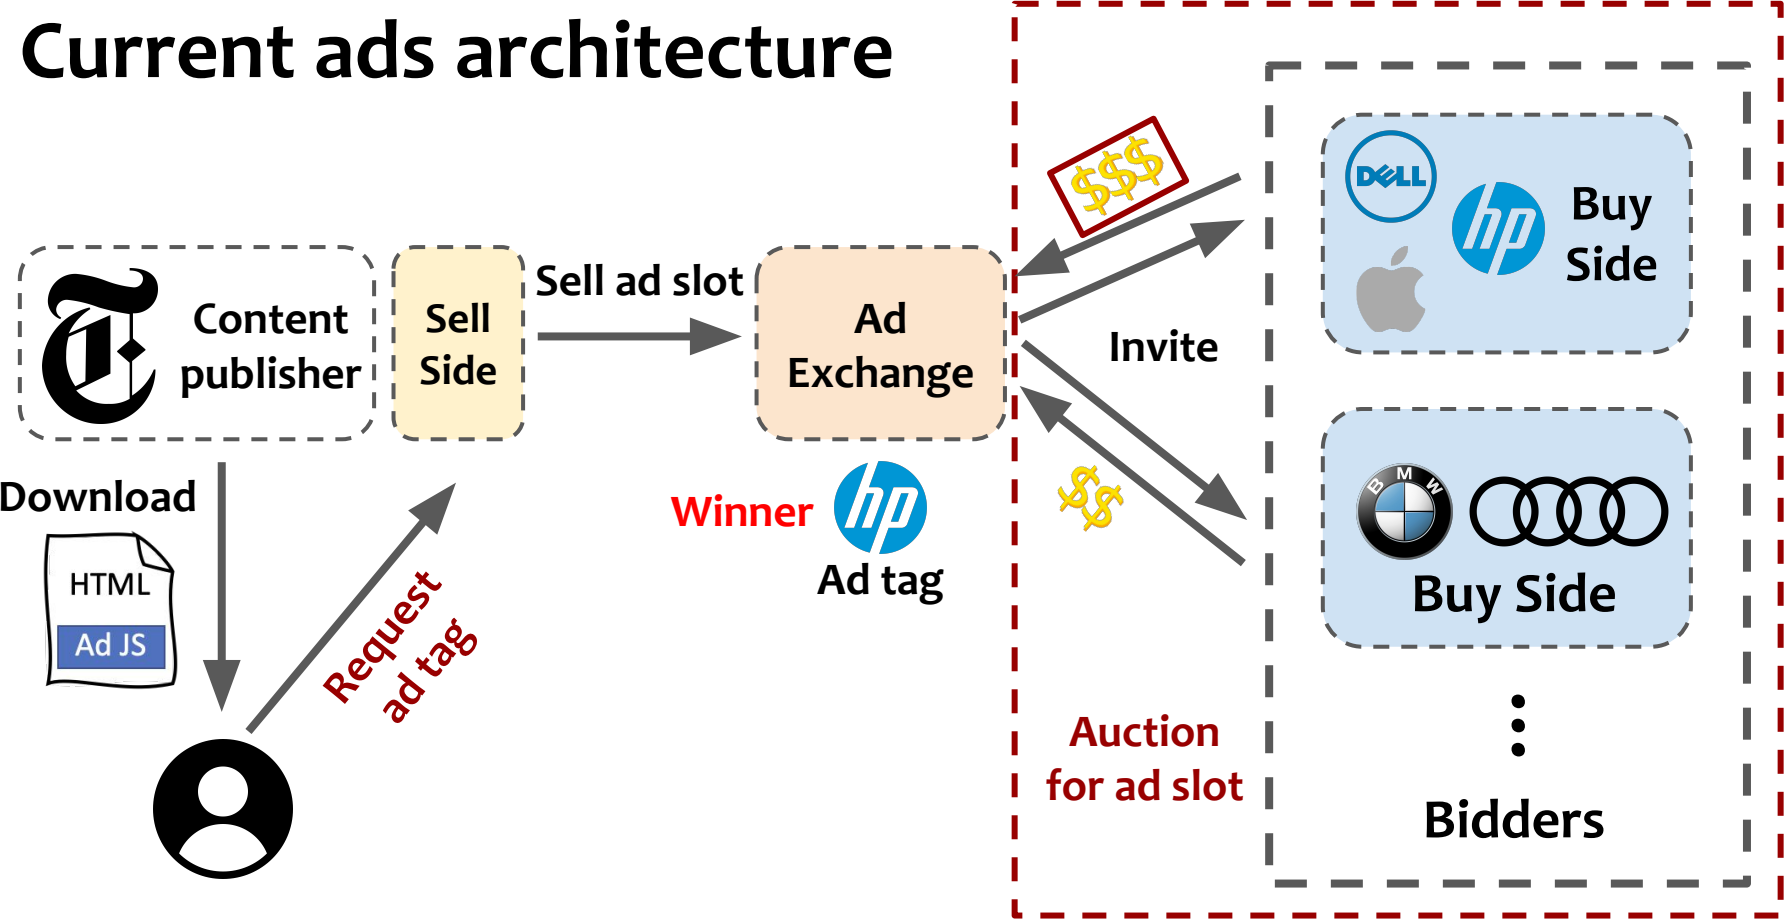 Current ads architecture
$$$
DELL
hp
Buy
Side
Content
publisher
Sell
Side
Sell ad slot
Ad
Exchange
Invite
Download
HTML
Ad JS
Request
ad tag
Winner
hp
Ad tag
$$
BMW
Buy Side
Auction
for ad slot
Bidders